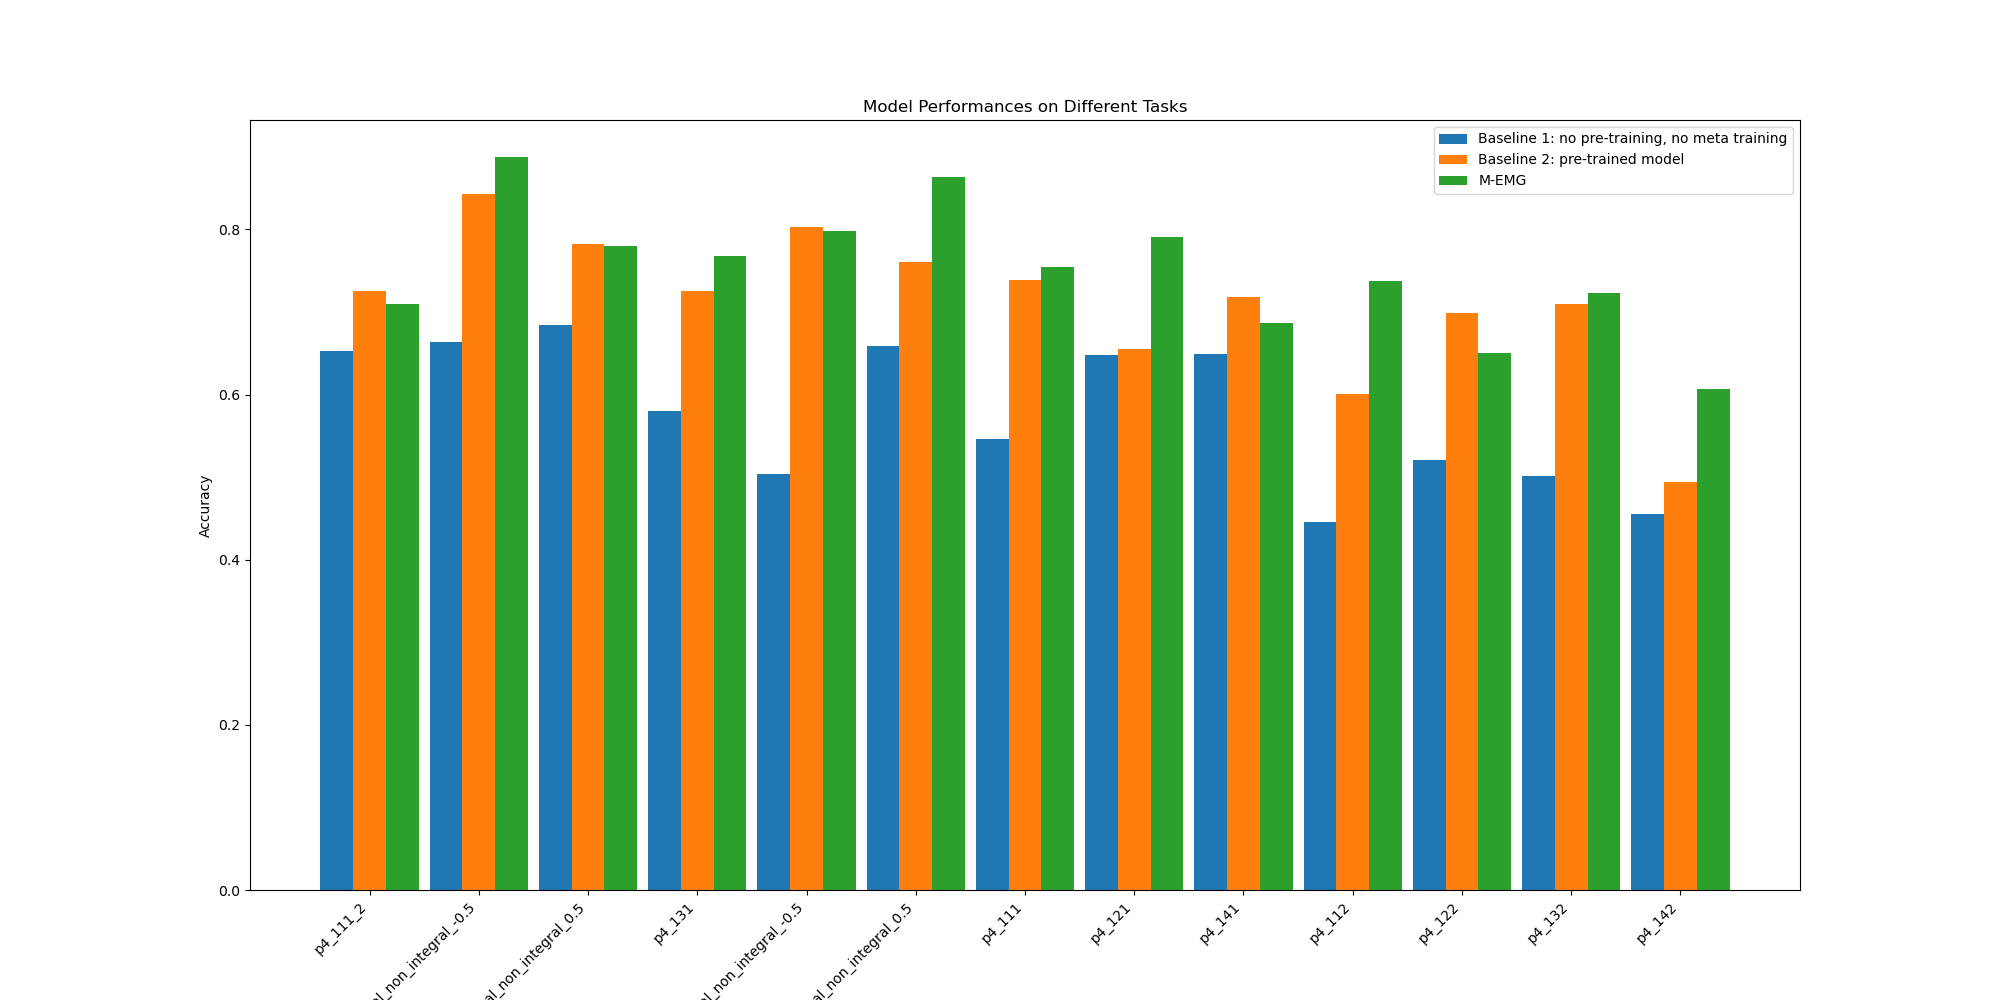 Model Performances on Different Tasks
Baseline 1: no pre-training, no meta training
Baseline 2: pre-trained model
M-EMG
Accuracy
0.8
0.6
0.4
0.2
0.0
p4_111_2
al_non_integral_-0.5
al_non_integral_0.5
p4_131
al_non_integral_-0.5
al_non_integral_0.5
p4_111
p4_121
p4_141
p4_112
p4_122
p4_132
p4_142